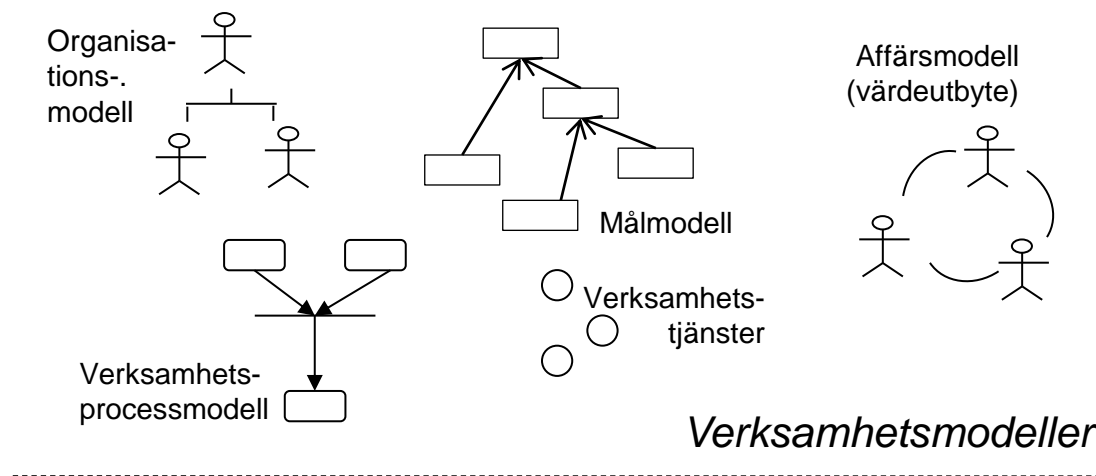 Organisa-
tions-.
modell
Affärsmodell
(värdeutbyte)
Målmodell
Verksamhets-
tjänster
Verksamhets-
processmodell
Verksamhetsmodeller